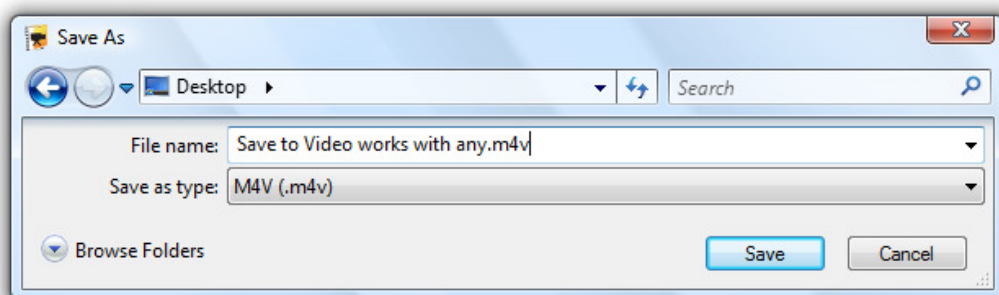 Save As
Desktop
Search
File name: Save to Video works with any.m4v
Save as type: M4V (.m4v)
Browse Folders Save Cancel